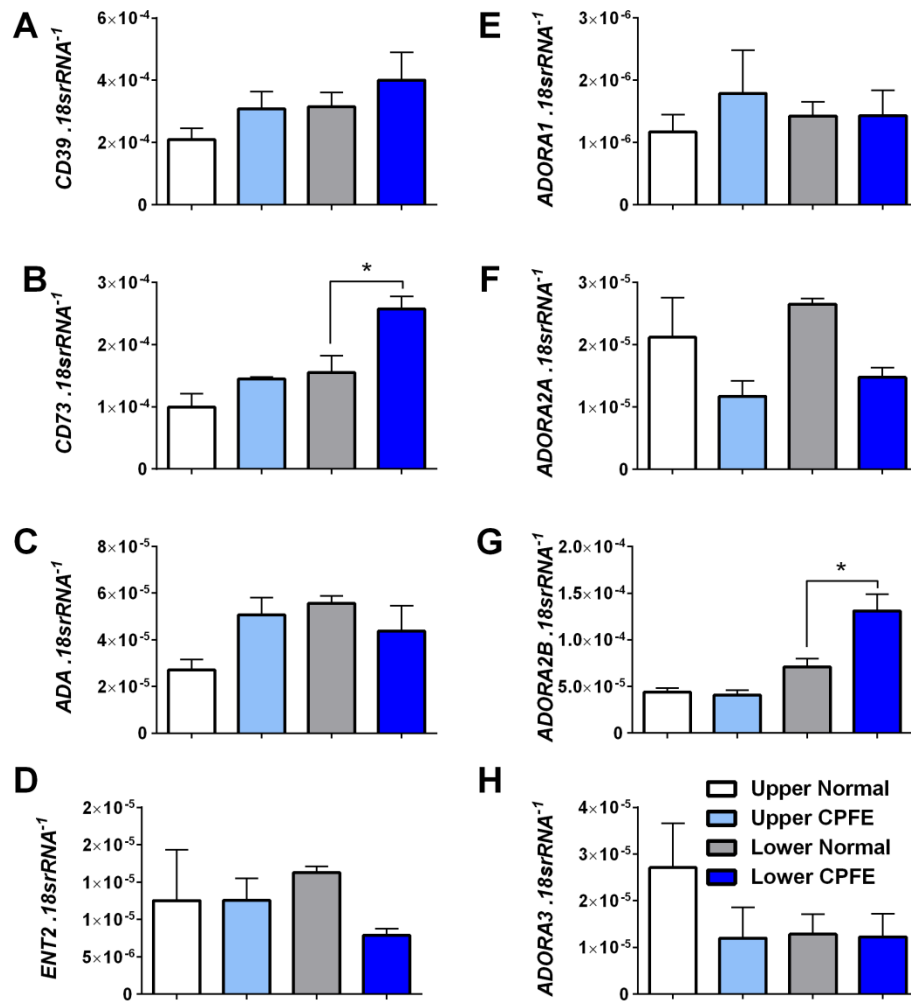 A
CD39 .18srRNA⁻¹
6×10⁻⁴
4×10⁻⁴
2×10⁻⁴
0
E
ADORA1 .18srRNA⁻¹
3×10⁻⁶
2×10⁻⁶
2×10⁻⁶
1×10⁻⁶
5×10⁻⁷
0
B
CD73 .18srRNA⁻¹
3×10⁻⁴
2×10⁻⁴
1×10⁻⁴
0
*
F
ADORA2A .18srRNA⁻¹
3×10⁻⁵
2×10⁻⁵
1×10⁻⁵
0
C
ADA .18srRNA⁻¹
8×10⁻⁵
6×10⁻⁵
4×10⁻⁵
2×10⁻⁵
0
G
ADORA2B .18srRNA⁻¹
2.0×10⁻⁴
1.5×10⁻⁴
1.0×10⁻⁴
5.0×10⁻⁵
0
*
D
ENT2 .18srRNA⁻¹
2×10⁻⁵
2×10⁻⁵
1×10⁻⁵
1×10⁻⁵
5×10⁻⁶
0
H
ADORA3 .18srRNA⁻¹
4×10⁻⁵
3×10⁻⁵
2×10⁻⁵
1×10⁻⁵
0
Upper Normal
Upper CPFE
Lower Normal
Lower CPFE